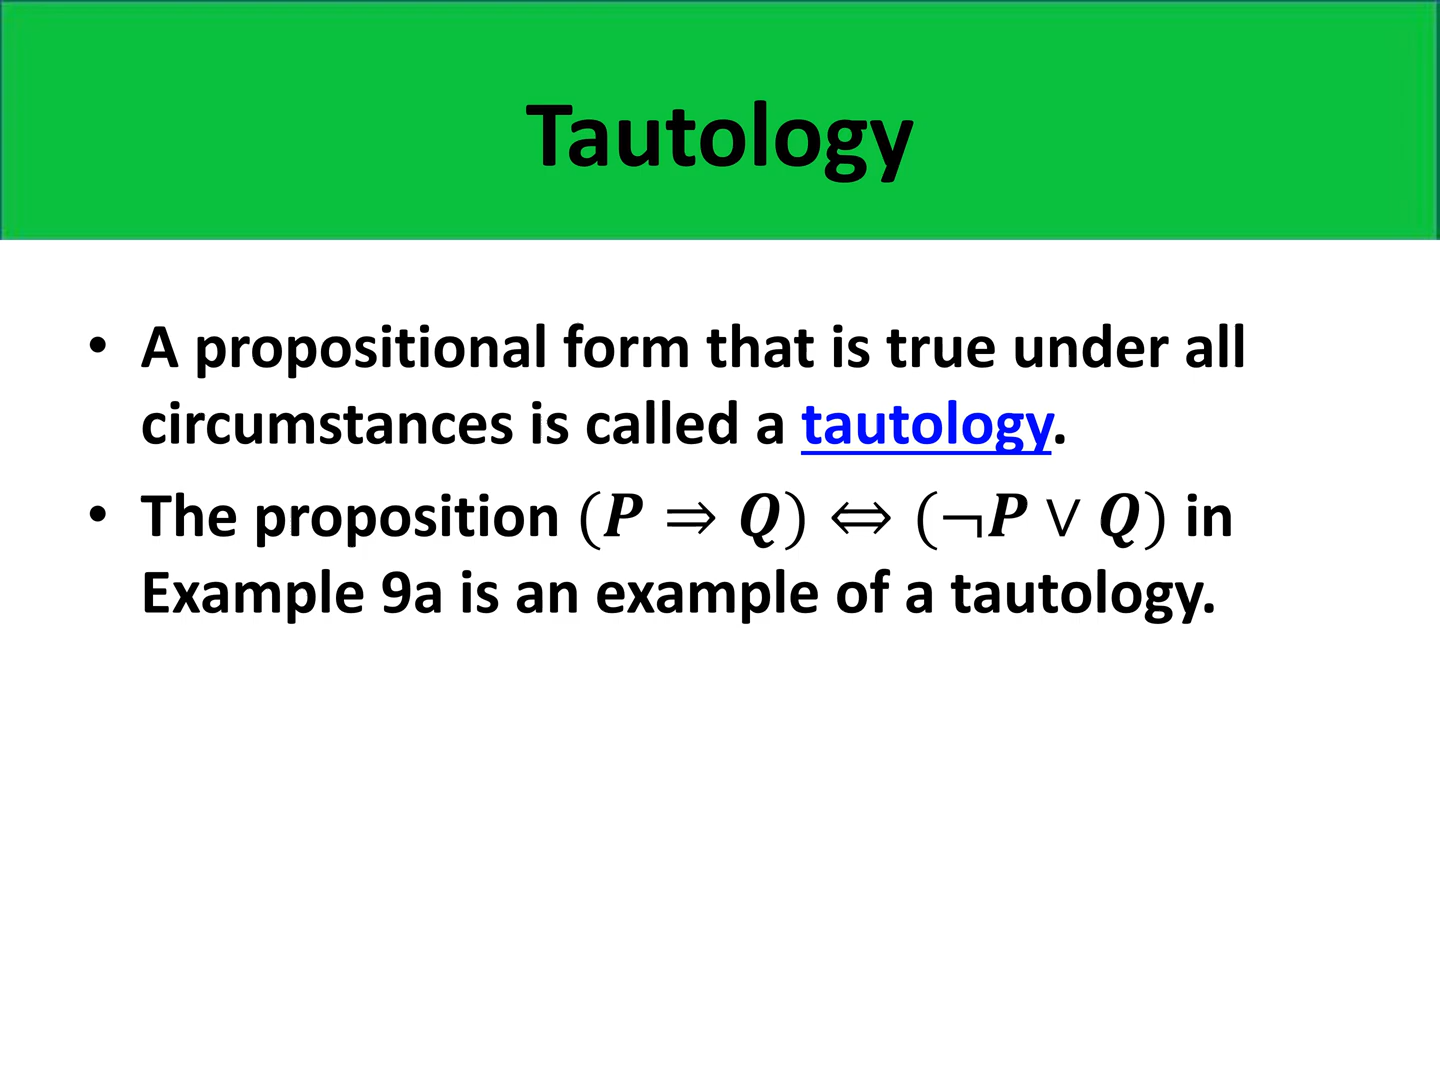 Tautology
• A propositional form that is true under all
circumstances is called a tautology.
• The proposition (𝑷 ⇒ 𝑸) ⇔ (¬𝑷 ∨ 𝑸) in
Example 9a is an example of a tautology.